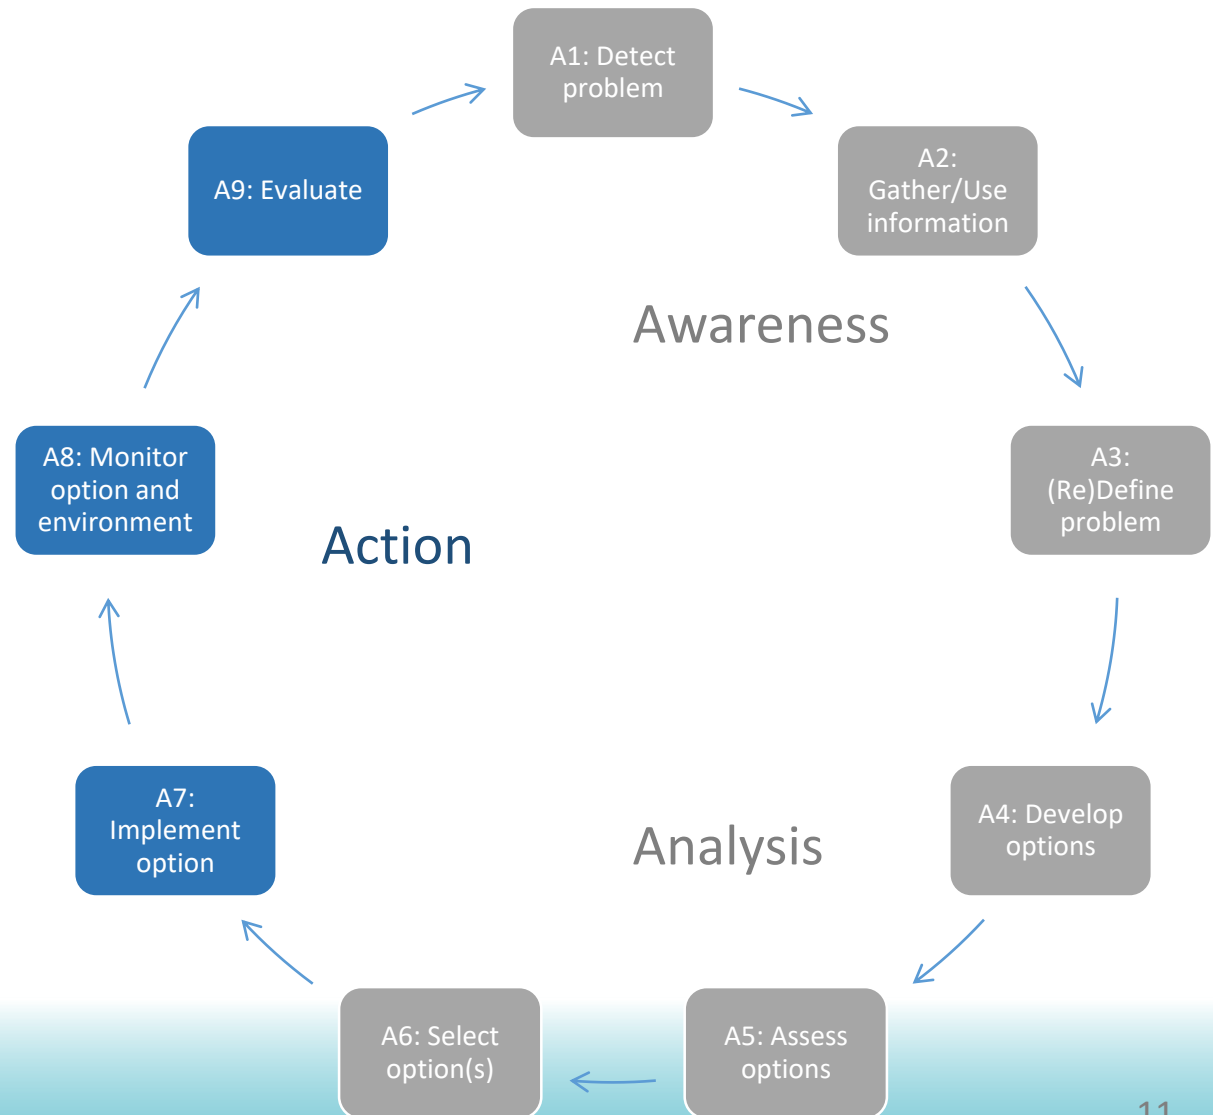 A1: Detect
problem
A2:
Gather/Use
information
Awareness
A3:
(Re)Define
problem
A4: Develop
options
Analysis
A5: Assess
options
A6: Select
option(s)
A7:
Implement
option
Action
A8: Monitor
option and
environment
A9: Evaluate
11